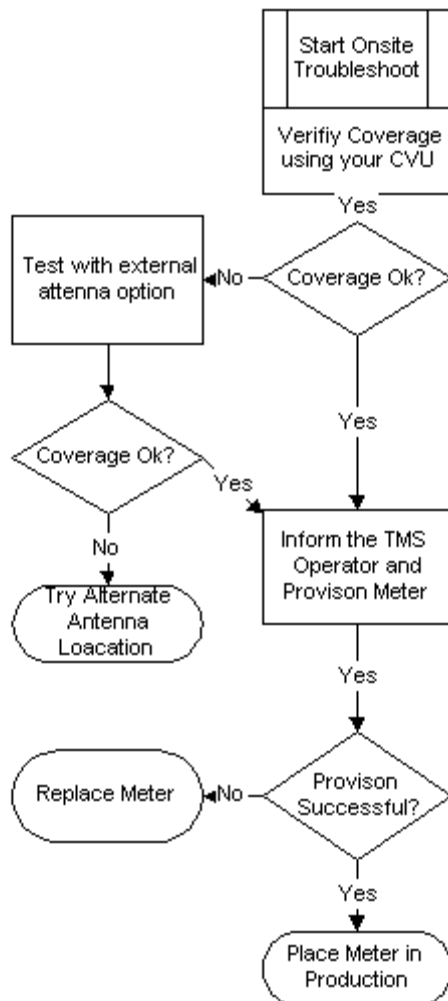 Start Onsite
Troubleshoot
Verifiy Coverage
using your CVU
Yes
Test with external
attenna option
No
Coverage Ok?
Yes
Coverage Ok?
Yes
No
Inform the TMS
Operator and
Provison Meter
Try Alternate
Antenna
Loacation
Yes
Replace Meter
No
Provison
Successful?
Yes
Place Meter in
Production